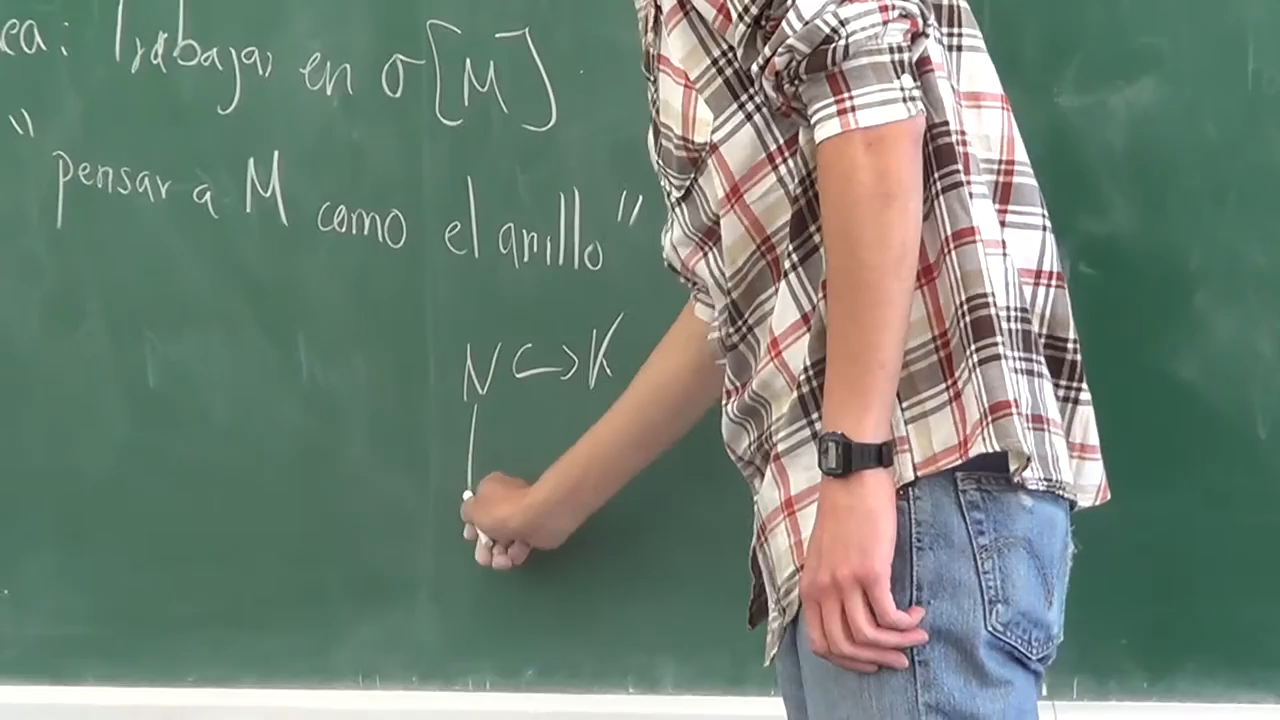 ea: Trabajar en σ[M]
"pensar a M como el anillo"
N ↪ K